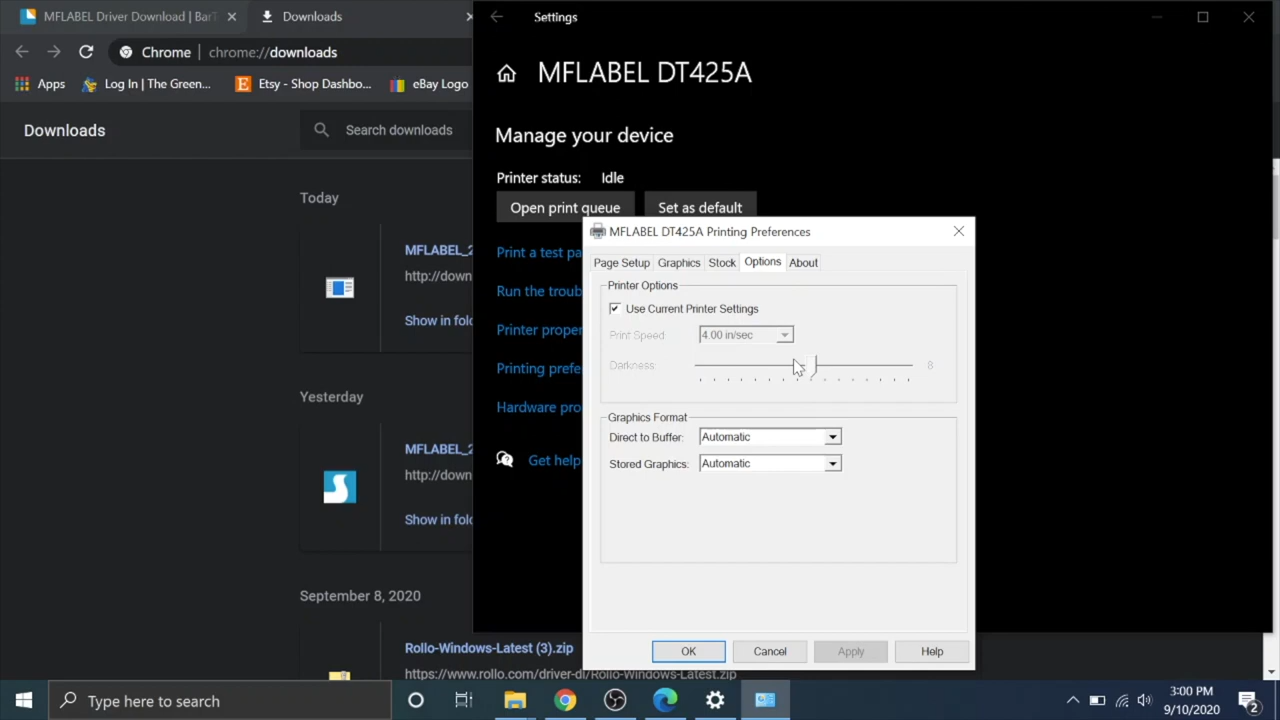 MFLABEL Driver Download | BarT
Downloads
Settings
Chrome
chrome://downloads
Apps
Log In | The Green...
Etsy - Shop Dashbo...
eBay Logo
Downloads
Search downloads
Today
MFLABEL_2
http://down
Show in fold
Yesterday
MFLABEL_2
http://down
Show in fold
September 8, 2020
Rollo-Windows-Latest (3).zip
https://www.rollo.com/driver-dl/Rollo-Windows-Latest.zip
MFLABEL DT425A
Manage your device
Printer status: Idle
Open print queue
Set as default
Print a test pa
Run the troub
Printer proper
Printing prefe
Hardware pro
Get help
MFLABEL DT425A Printing Preferences
Page Setup Graphics Stock Options About
Printer Options
Use Current Printer Settings
Print Speed: 4.00 in/sec
Darkness: 8
Graphics Format
Direct to Buffer: Automatic
Stored Graphics: Automatic
OK
Cancel
Apply
Help
Type here to search
3:00 PM
9/10/2020
2